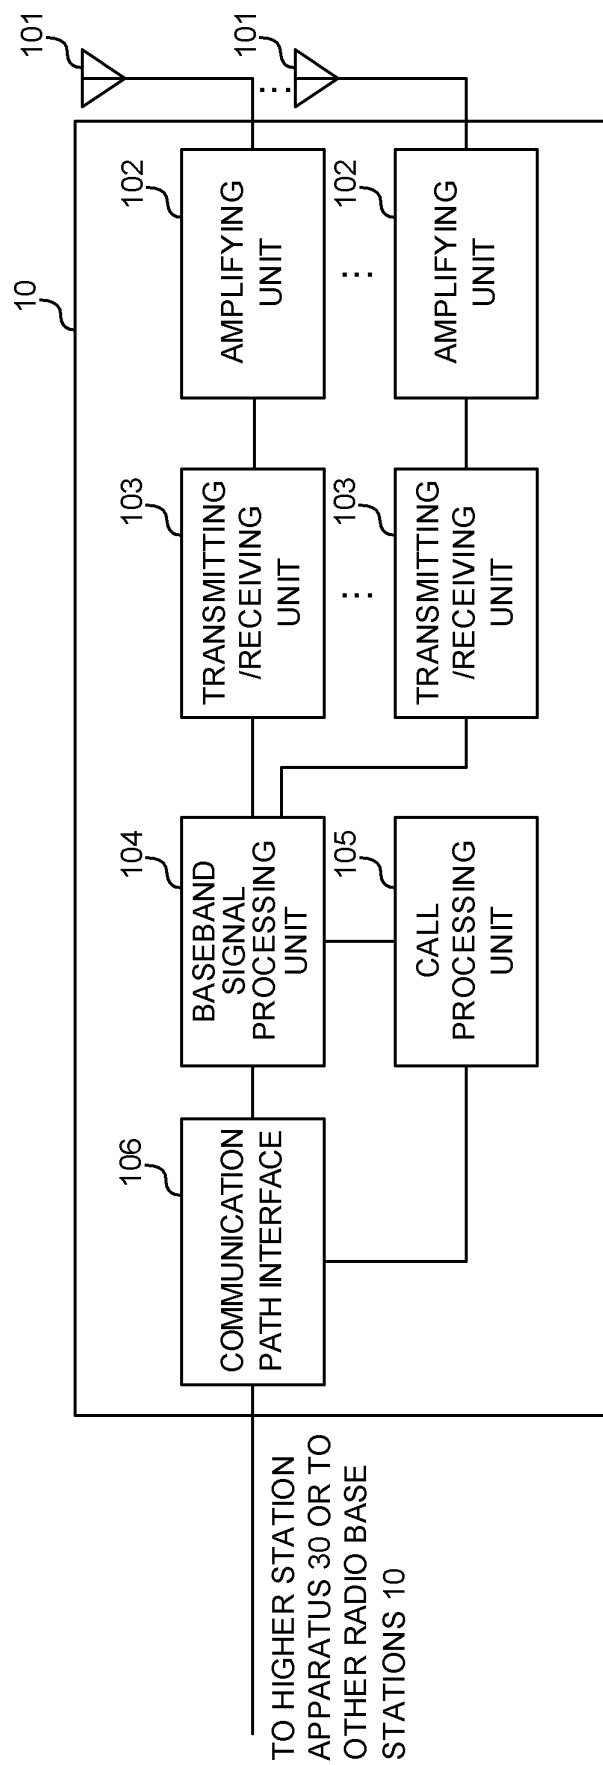 10
101
101
102
AMPLIFYING
UNIT
...
102
AMPLIFYING
UNIT
103
TRANSMITTING
/RECEIVING
UNIT
...
103
TRANSMITTING
/RECEIVING
UNIT
...
104
BASEBAND
SIGNAL
PROCESSING
UNIT
105
CALL
PROCESSING
UNIT
106
COMMUNICATION
PATH INTERFACE
TO HIGHER STATION
APPARATUS 30 OR TO
OTHER RADIO BASE
STATIONS 10